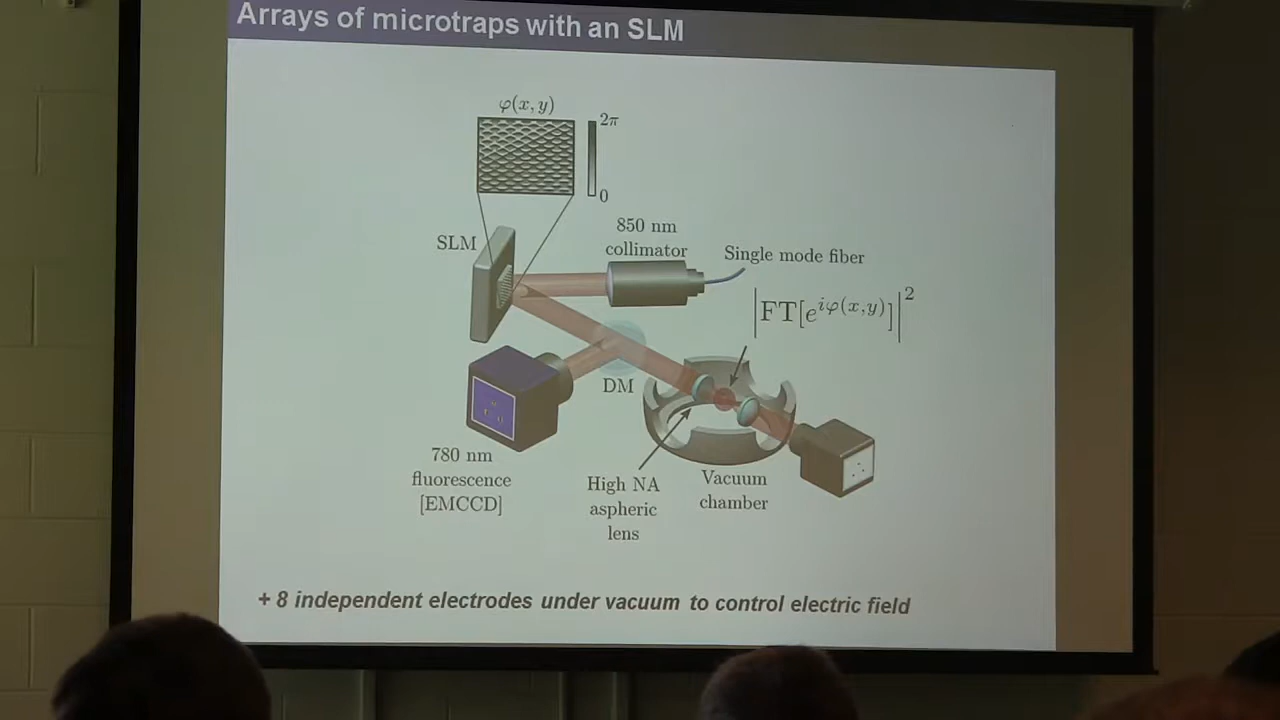 Arrays of microtraps with an SLM
φ(x, y)
2π
0
SLM
850 nm
collimator
Single mode fiber
|FT[e^{iφ(x,y)}]|²
DM
780 nm
fluorescence
[EMCCD]
High NA
aspheric
lens
Vacuum
chamber
+ 8 independent electrodes under vacuum to control electric field